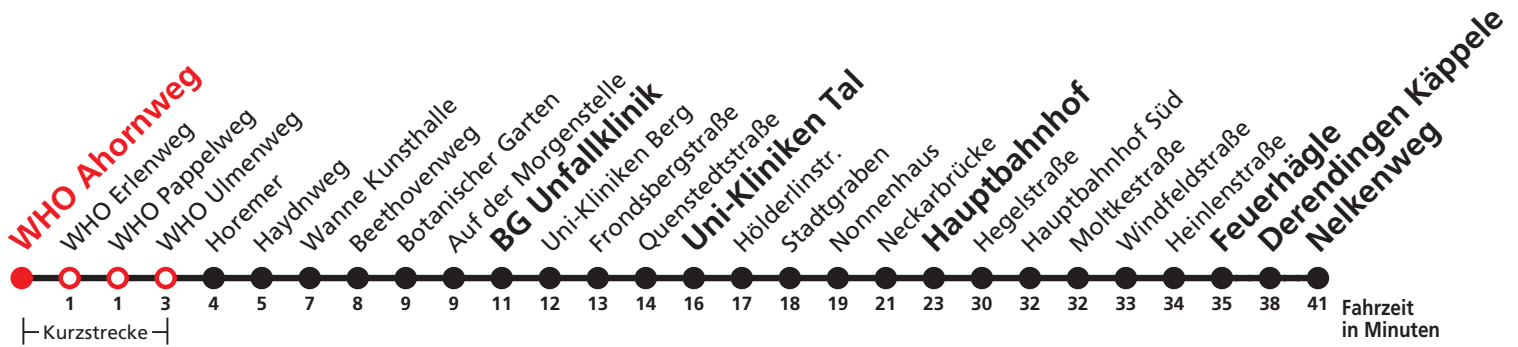 WHO Ahornweg
WHO Erlenweg
WHO Pappelweg
WHO Ulmenweg
Horemer
Haydnweg
Wanne Kunsthalle
Beethovenweg
Botanischer Garten
Auf der Morgenstelle
BG Unfallklinik
Uni-Kliniken Berg
Frondsbergstraße
Quenstedtstraße
Uni-Kliniken Tal
Hölderlinstr.
Stadtgraben
Nonnenhaus
Neckarbrücke
Hauptbahnhof
Hegelstraße
Hauptbahnhof Süd
Moltkestraße
Windfeldstraße
Heinlenstraße
Feuerhägle
Derendingen Käppele
Nelkenweg
1 1 3 4 5 7 8 9 9 11 12 13 14 16 17 18 19 21 23 30 32 32 33 34 35 38 41
Fahrzeit
in Minuten
Kurzstrecke